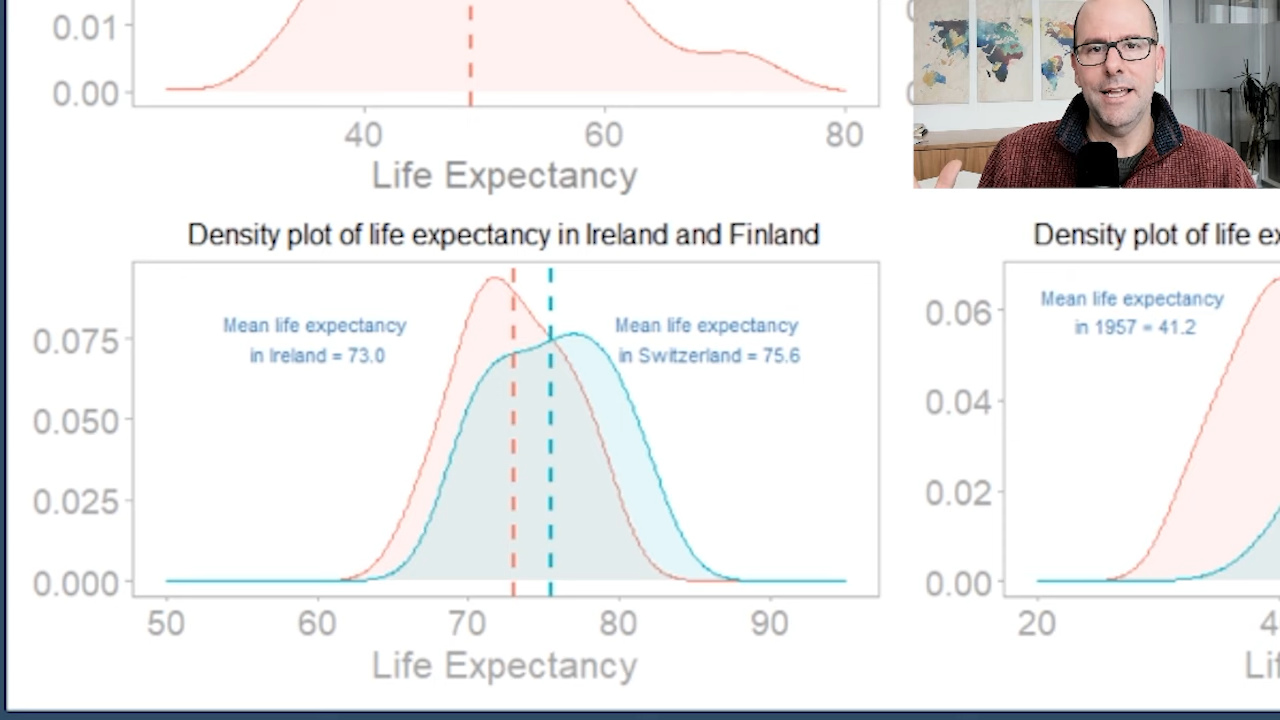 0.01
0.00
40 60 80
Life Expectancy
Density plot of life expectancy in Ireland and Finland
Mean life expectancy
in Ireland = 73.0
Mean life expectancy
in Switzerland = 75.6
0.075
0.050
0.025
0.000
50 60 70 80 90
Life Expectancy
Density plot of life
Mean life expectancy
in 1957 = 41.2
0.06
0.04
0.02
0.00
20